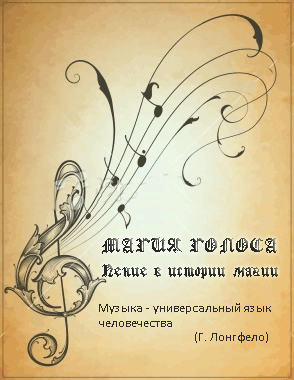 МАГИЯ ГОЛОСА
Пение в истории магии
Музыка - универсальный язык
человечества
(Г. Лонгфело)